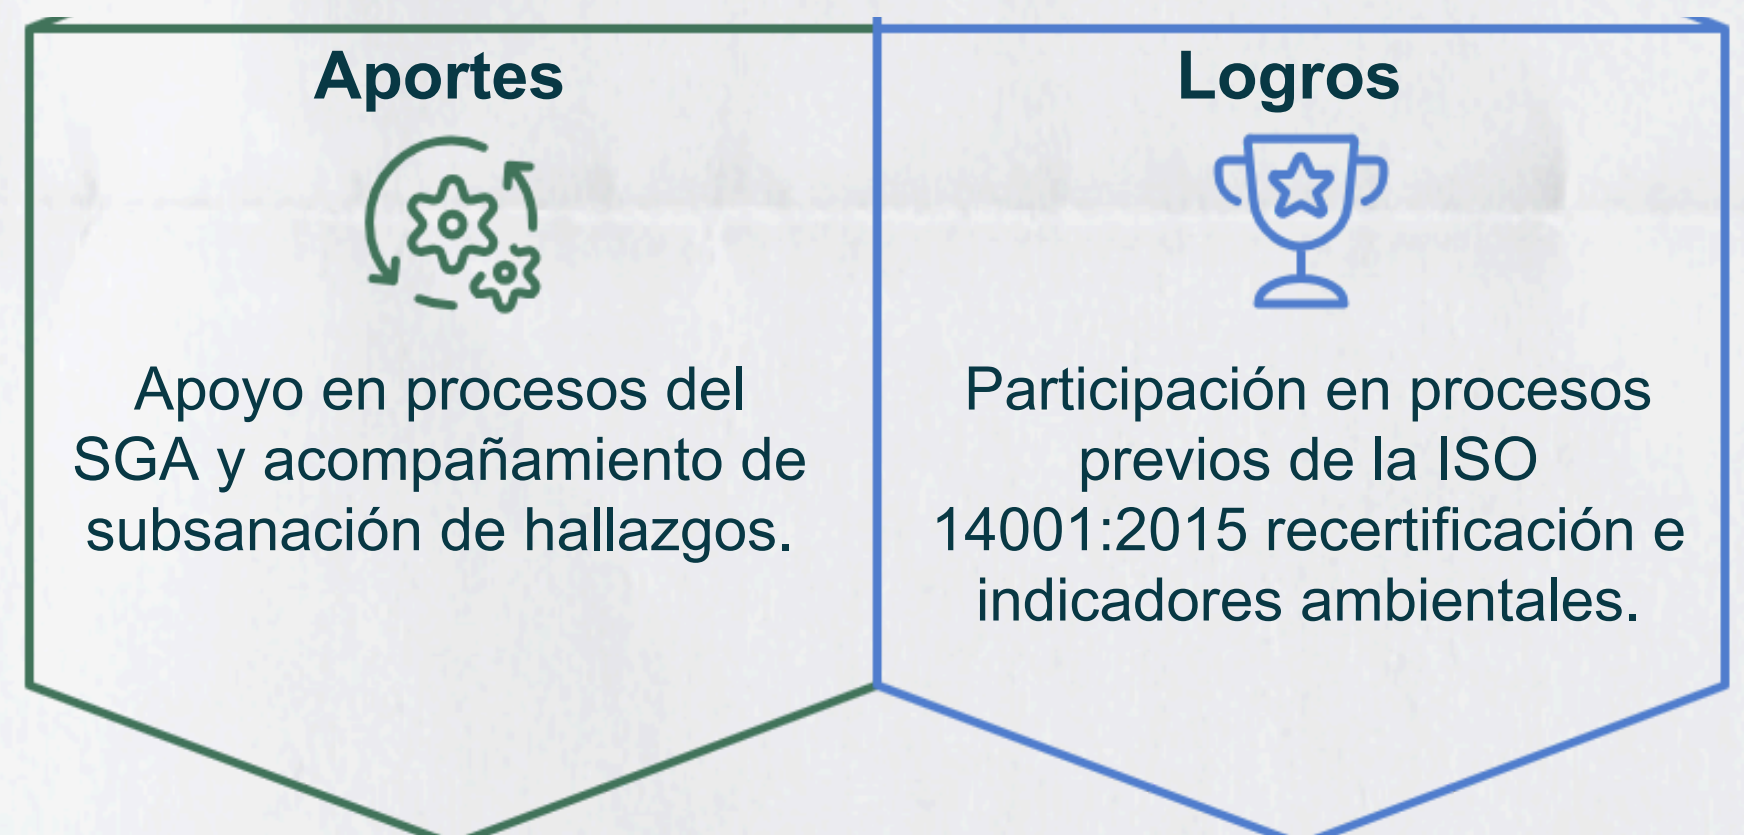 Aportes
Apoyo en procesos del
SGA y acompañamiento de
subsanación de hallazgos.
Logros
Participación en procesos
previos de la ISO
14001:2015 recertificación e
indicadores ambientales.